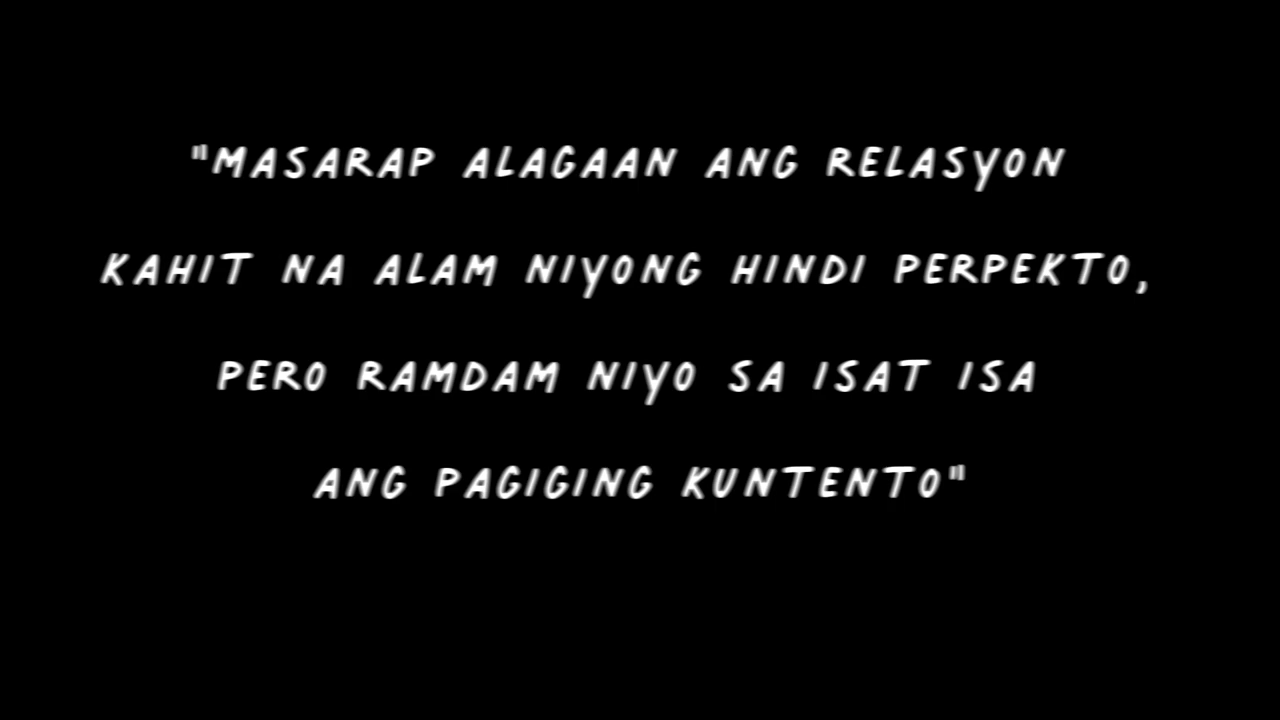 "MASARAP ALAGAAN ANG RELASYON
KAHIT NA ALAM NIYONG HINDI PERPEKTO,
PERO RAMDAM NIYO SA ISAT ISA
ANG PAGIGING KUNTENTO"